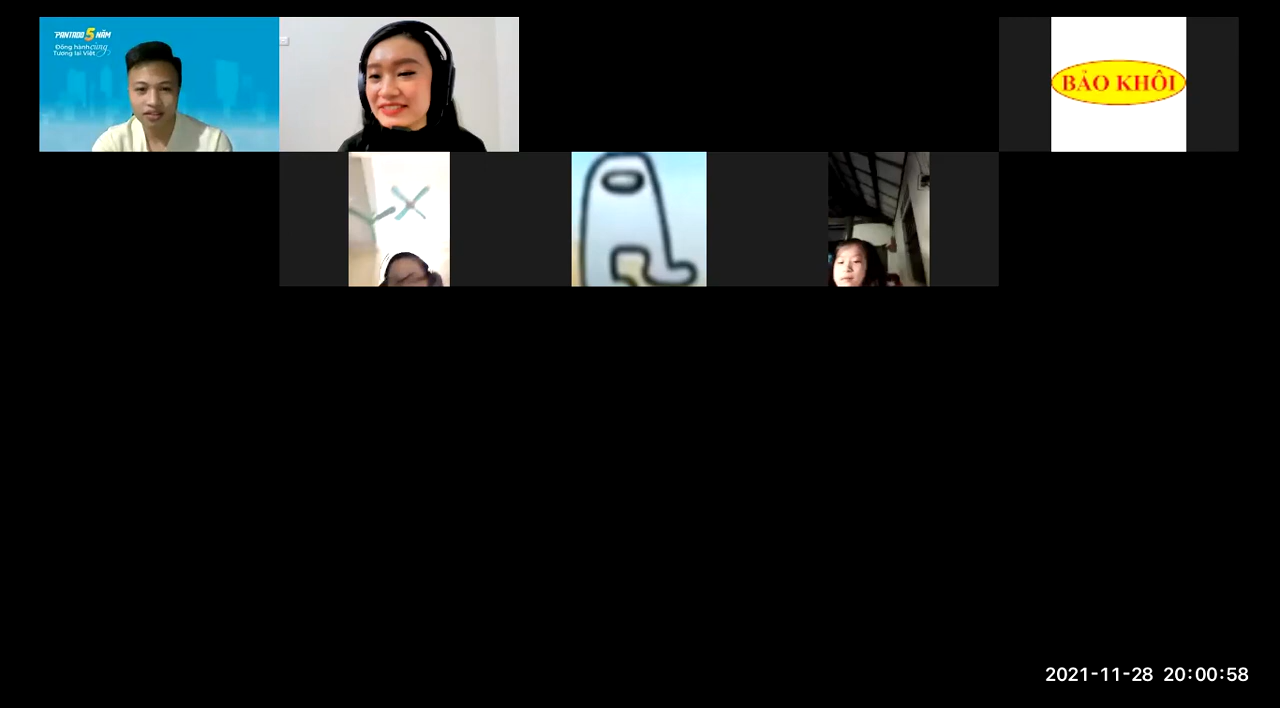 PANTADO 5 NĂM
Đồng hành cùng
Tương lai Việt
BẢO KHÔI
2021-11-28 20:00:58